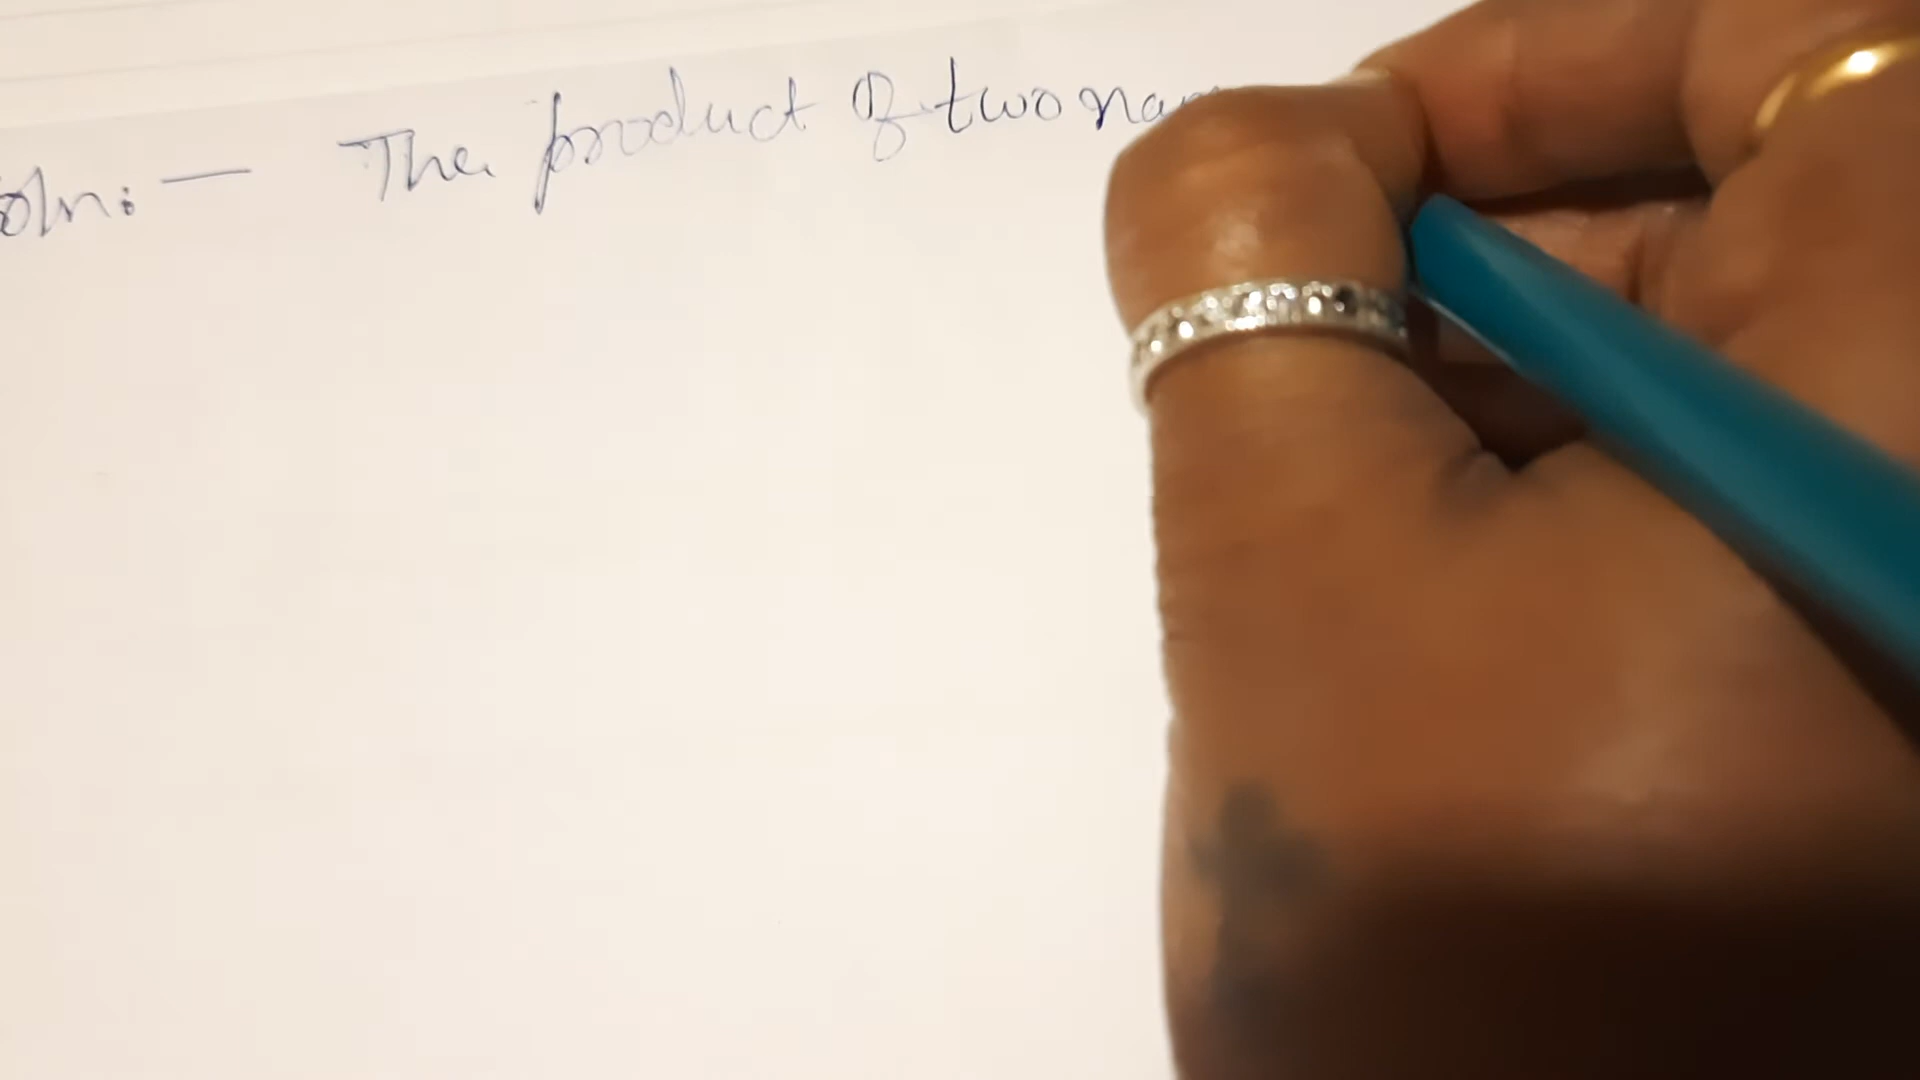 oln:— The product of two